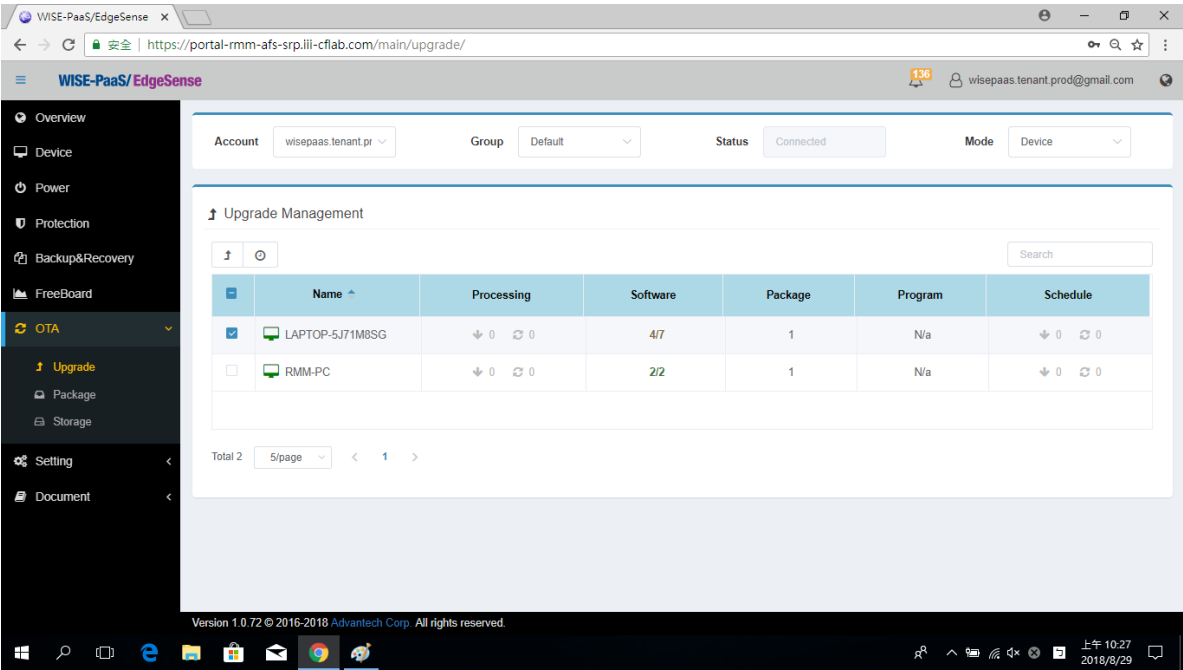 WISE-PaaS/EdgeSense
安全 | https://portal-rmm-afs-srp.iii-cflab.com/main/upgrade/
WISE-PaaS/EdgeSense
136
wisepaas.tenant.prod@gmail.com
Overview
Device
Power
Protection
Backup&Recovery
FreeBoard
OTA
Upgrade
Package
Storage
Setting
Document
Account wisepaas.tenant.pr Group Default Status Connected Mode Device
Upgrade Management
Search
Name Processing Software Package Program Schedule
LAPTOP-5J71M8SG 0 0 4/7 1 N/a 0 0
RMM-PC 0 0 2/2 1 N/a 0 0
Total 2 5/page < 1 >
Version 1.0.72 © 2016-2018 Advantech Corp. All rights reserved.
上午 10:27
2018/8/29